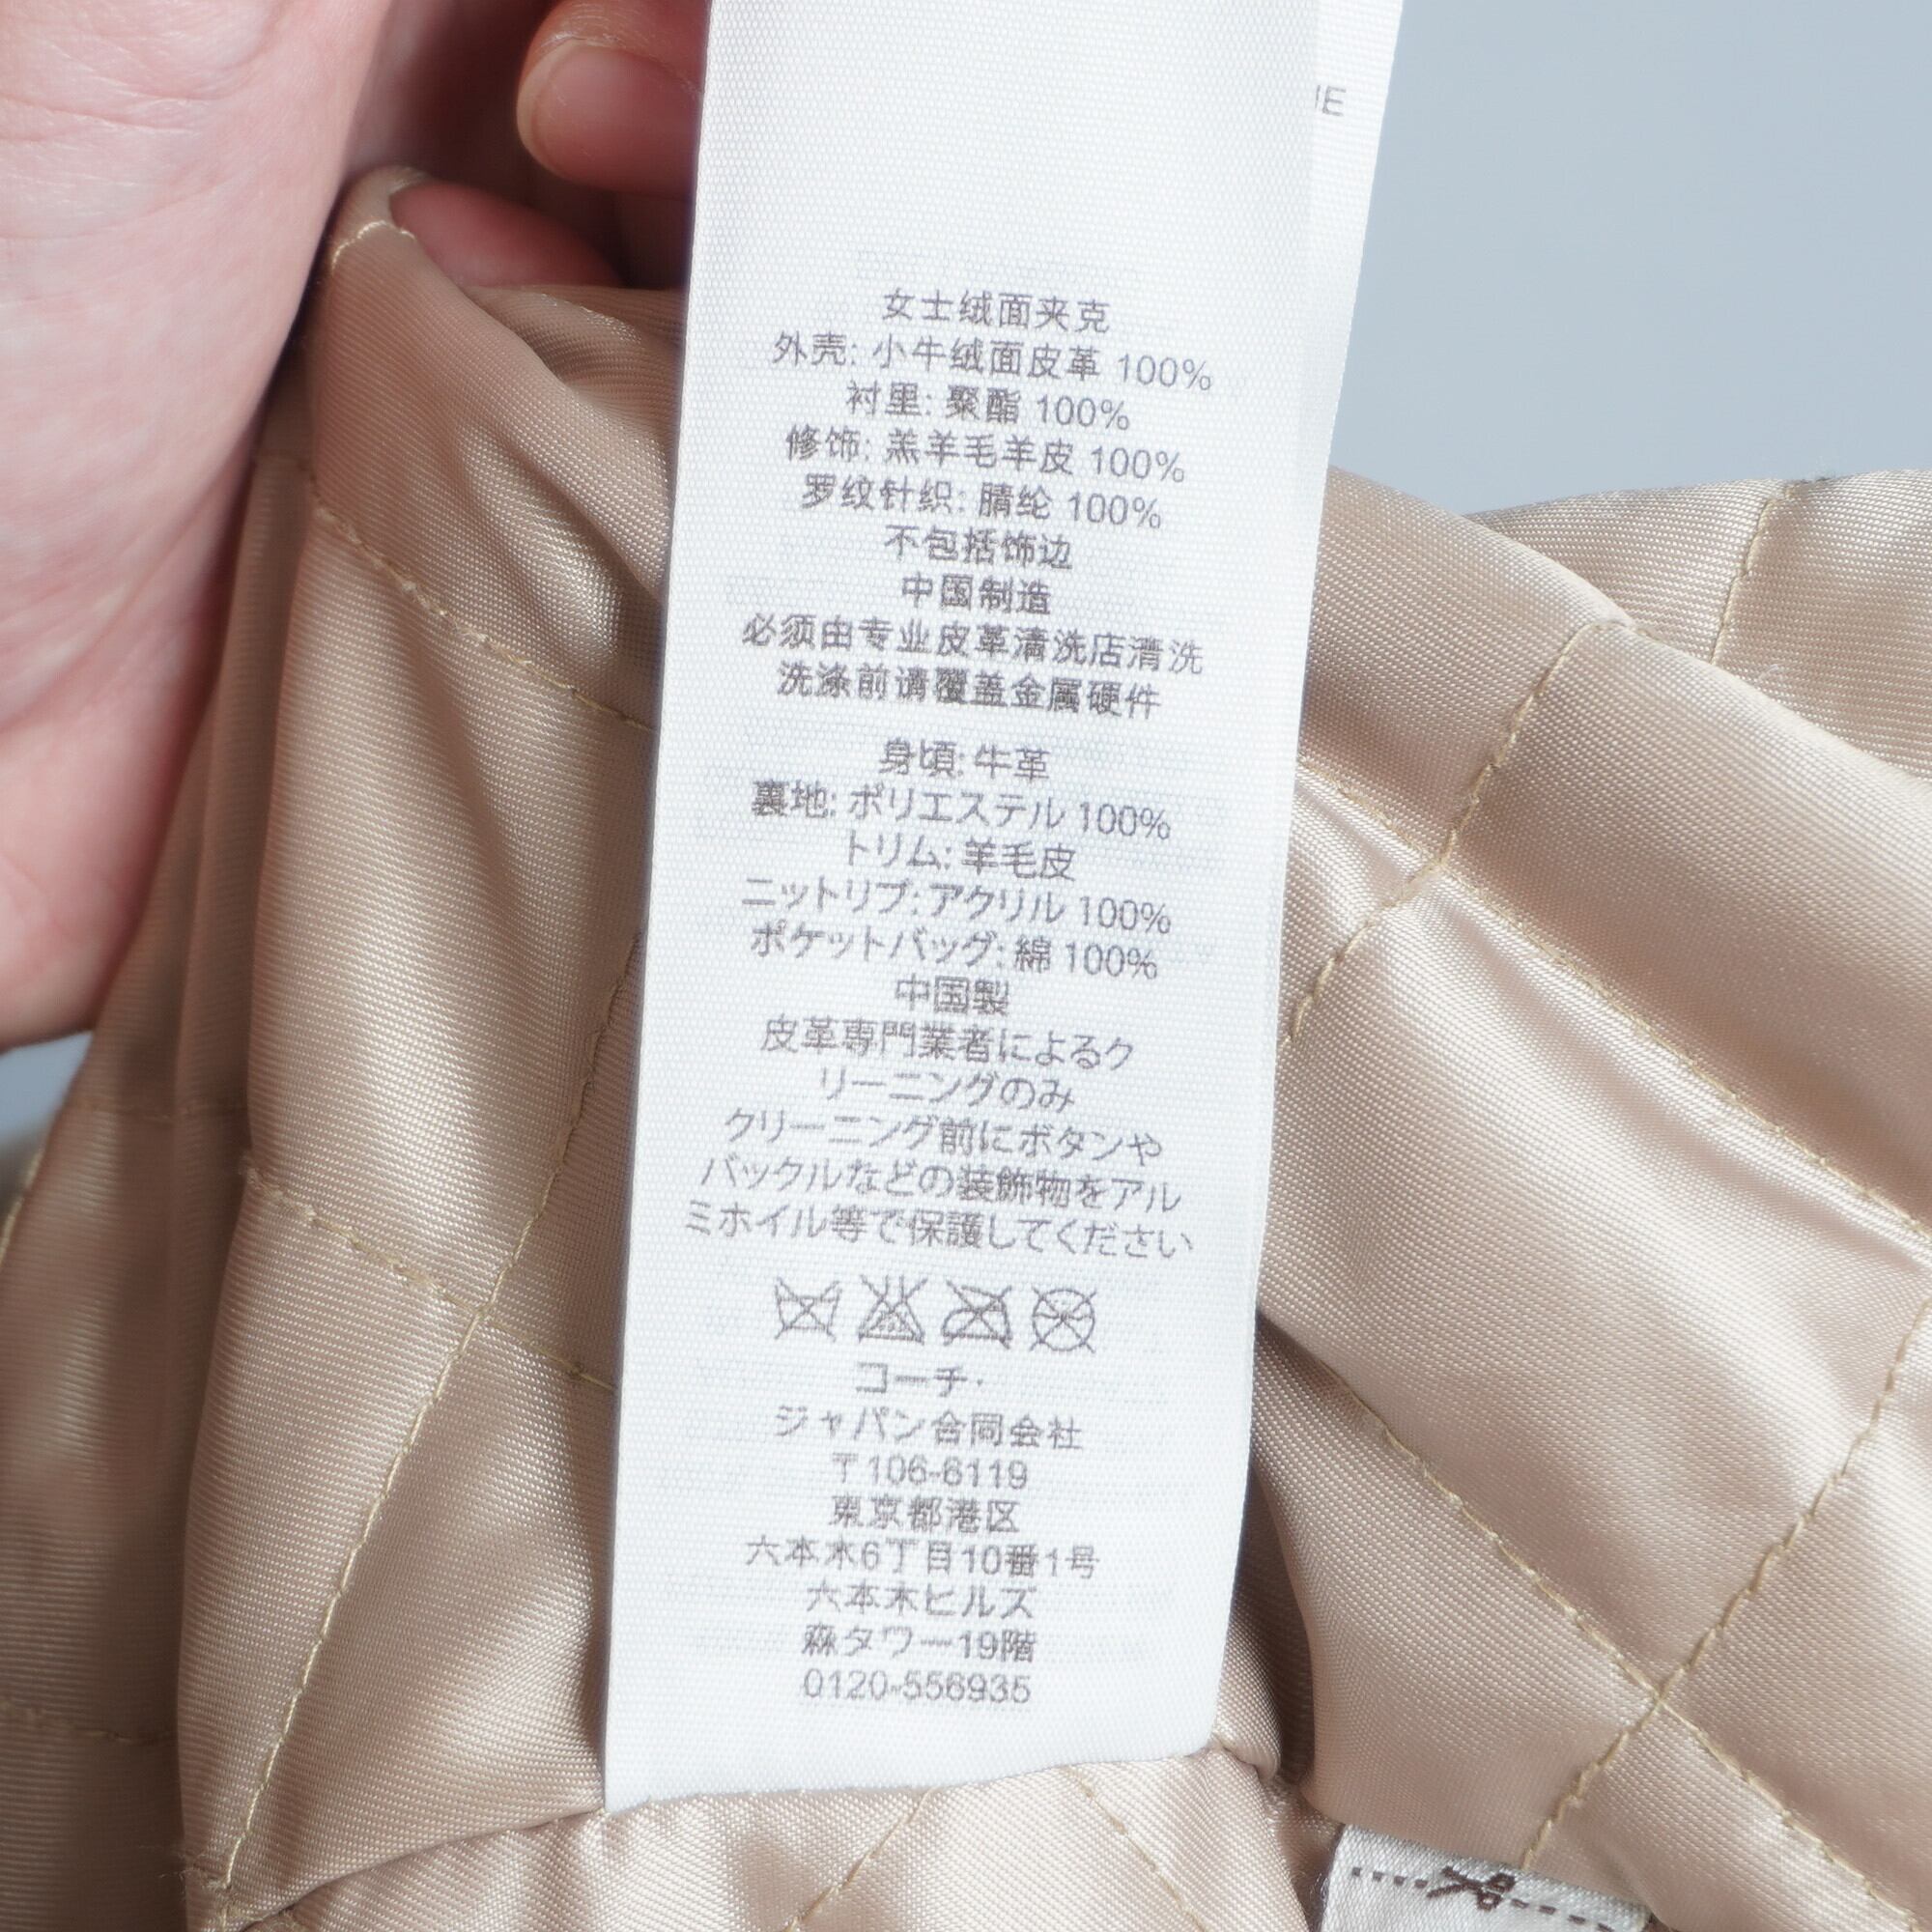 女士绒面夹克
外壳: 小牛绒面皮革 100%
衬里: 聚酯 100%
修饰: 羔羊毛羊皮 100%
罗纹针织: 腈纶 100%
不包括饰边
中国制造
必须由专业皮革清洗店清洗
洗涤前请覆盖金属硬件
身頃: 牛革
裏地: ポリエステル 100%
トリム: 羊毛皮
ニットリブ: アクリル 100%
ポケットバッグ: 綿 100%
中国製
皮革専門業者によるク
リーニングのみ
クリーニング前にボタンや
バックルなどの装飾物をアル
ミホイル等で保護してください
コーチ・
ジャパン合同会社
〒106-6119
東京都港区
六本木6丁目10番1号
六本木ヒルズ
森タワー19階
0120-556935